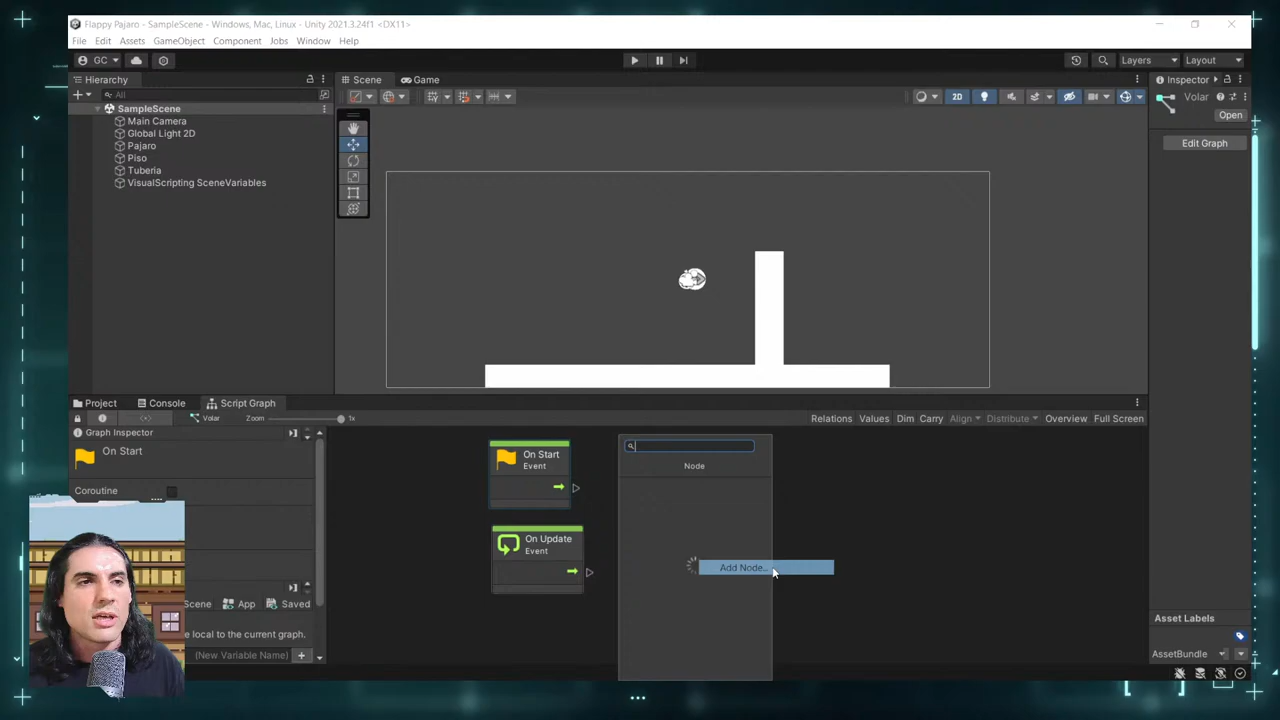 Flappy Pajaro - SampleScene - Windows, Mac, Linux - Unity 2021.3.24f1 <DX11>
File Edit Assets GameObject Component Jobs Window Help
GC Layers Layout
Hierarchy
All
SampleScene
Main Camera
Global Light 2D
Pajaro
Piso
Tuberia
VisualScripting SceneVariables
Scene Game
2D
Inspector
Volar
Open
Edit Graph
Project Console Script Graph
Volar Zoom 1x Relations Values Dim Carry Align Distribute Overview Full Screen
Graph Inspector
On Start
Coroutine
Scene App Saved
e local to the current graph.
(New Variable Name)
On Start
Event
On Update
Event
Node
Add Node...
Asset Labels
AssetBundle